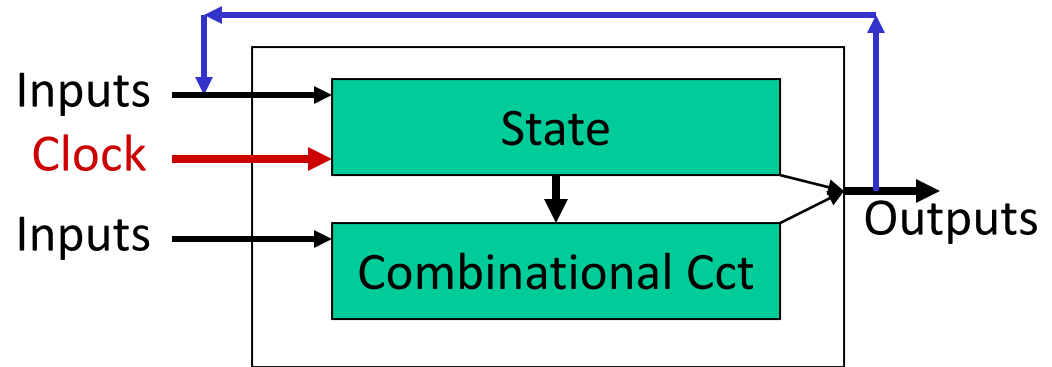 Inputs
State
Clock
Inputs
Outputs
Combinational Cct